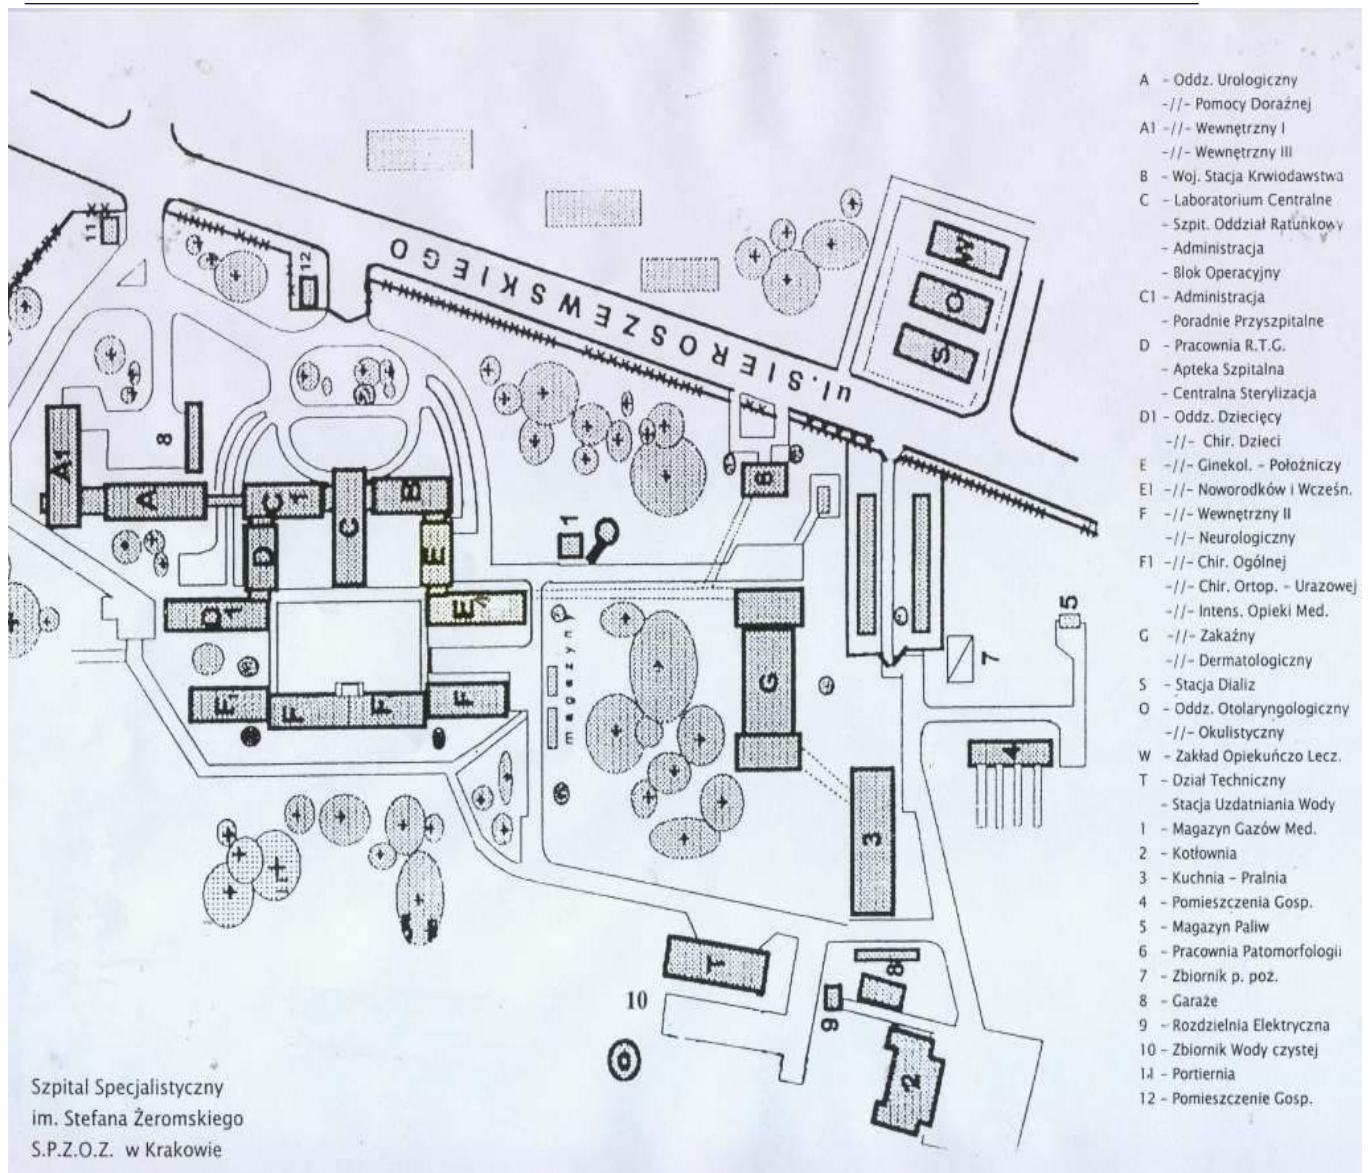 A - Oddz. Urologiczny
-//- Pomocy Doraźnej
A1 -//- Wewnętrzny I
-//- Wewnętrzny III
B - Woj. Stacja Krwiodawstwa
C - Laboratorium Centralne
- Szpit. Oddział Ratunkowy
- Administracja
- Blok Operacyjny
C1 - Administracja
- Poradnie Przyszpitalne
D - Pracownia R.T.G.
- Apteka Szpitalna
- Centralna Sterylizacja
D1 - Oddz. Dziecięcy
-//- Chir. Dzieci
E -//- Ginekol. - Położniczy
E1 -//- Noworodków i Wcześn.
F -//- Wewnętrzny II
-//- Neurologiczny
F1 -//- Chir. Ogólnej
-//- Chir. Ortop. - Urazowej
-//- Intens. Opieki Med.
G -//- Zakaźny
-//- Dermatologiczny
S - Stacja Dializ
O - Oddz. Otolaryngologiczny
-//- Okulistyczny
W - Zakład Opiekuńczo Lecz.
T - Dział Techniczny
- Stacja Uzdatniania Wody
1 - Magazyn Gazów Med.
2 - Kotłownia
3 - Kuchnia - Pralnia
4 - Pomieszczenia Gosp.
5 - Magazyn Paliw
6 - Pracownia Patomorfologii
7 - Zbiornik p. poż.
8 - Garaże
9 - Rozdzielnia Elektryczna
10 - Zbiornik Wody czystej
11 - Portiernia
12 - Pomieszczenie Gosp.
ul. SIEROSZEWSKIEGO
11
12
W
O
S
A1
8
A
C1
C
B
D
E
1
6
D1
E
magazyny
G
5
7
F1
F
F
F
4
3
T
10
8
9
2
Szpital Specjalistyczny
im. Stefana Żeromskiego
S.P.Z.O.Z. w Krakowie